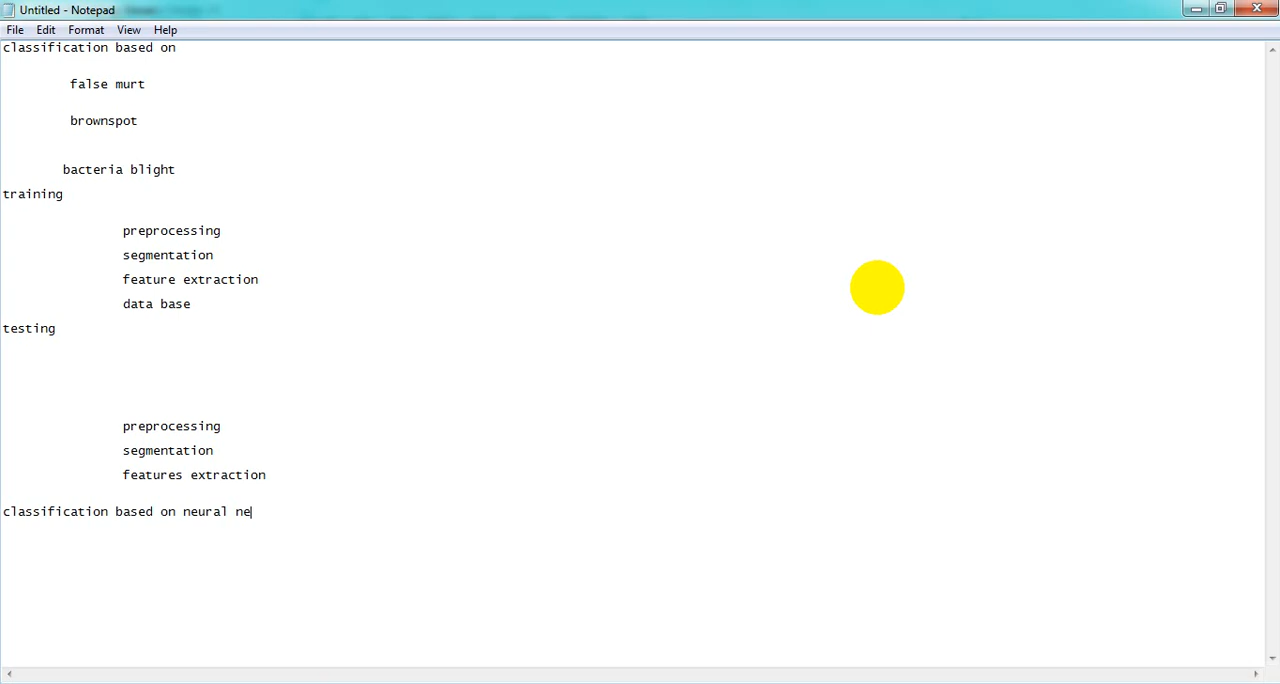 Untitled - Notepad
File Edit Format View Help
classification based on
false murt
brownspot
bacteria blight
training
preprocessing
segmentation
feature extraction
data base
testing
preprocessing
segmentation
features extraction
classification based on neural ne